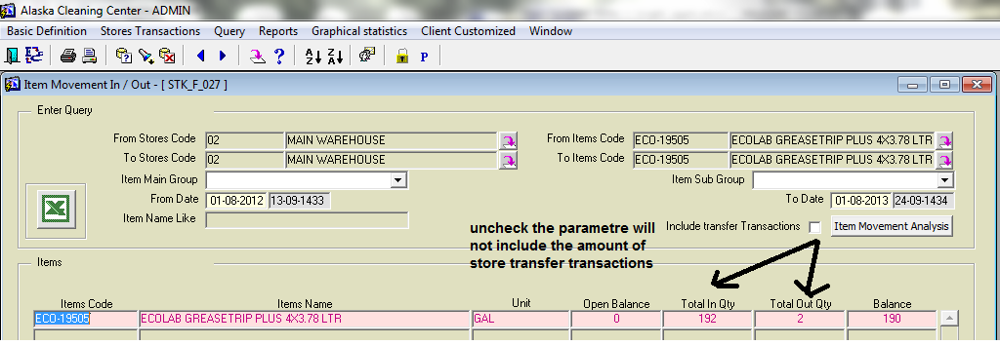 Alaska Cleaning Center - ADMIN
Basic Definition Stores Transactions Query Reports Graphical statistics Client Customized Window
Item Movement In / Out - [ STK_F_027 ]
Enter Query
From Stores Code 02 MAIN WAREHOUSE From Items Code ECO-19505 ECOLAB GREASETRIP PLUS 4X3.78 LTR
To Stores Code 02 MAIN WAREHOUSE To Items Code ECO-19505 ECOLAB GREASETRIP PLUS 4X3.78 LTR
Item Main Group Item Sub Group
From Date 01-08-2012 13-09-1433 To Date 01-08-2013 24-09-1434
Item Name Like
Include transfer Transactions Item Movement Analysis
uncheck the parametre will
not include the amount of
store transfer transactions
Items
Items Code Items Name Unit Open Balance Total In Qty Total Out Qty Balance
ECO-19505 ECOLAB GREASETRIP PLUS 4X3.78 LTR GAL 0 192 2 190